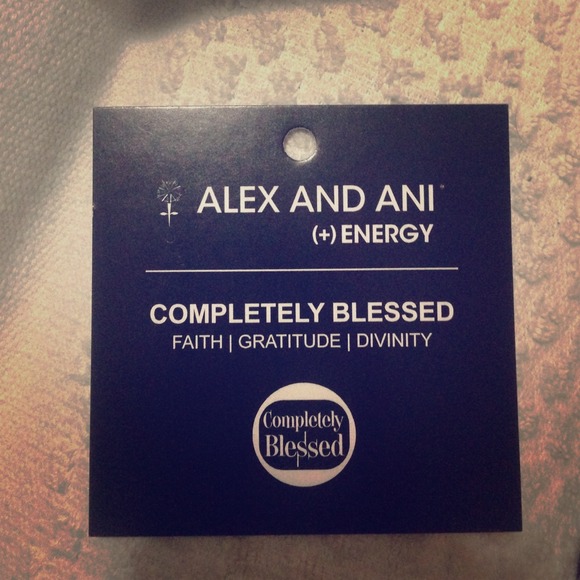 ALEX AND ANI®
(+) ENERGY
COMPLETELY BLESSED
FAITH | GRATITUDE | DIVINITY
Completely
Blessed